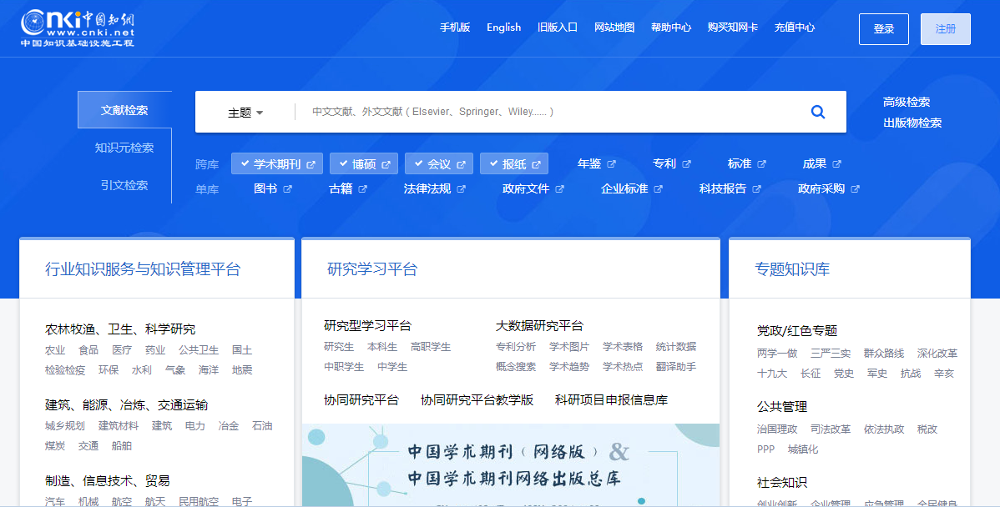 cnki中国知网
www.cnki.net
中国知识基础设施工程
手机版 English 旧版入口 网站地图 帮助中心 购买知网卡 充值中心 登录 注册
文献检索
主题
中文文献、外文文献（Elsevier、Springer、Wiley......）
高级检索
出版物检索
知识元检索
引文检索
跨库 学术期刊 博硕 会议 报纸 年鉴 专利 标准 成果
单库 图书 古籍 法律法规 政府文件 企业标准 科技报告 政府采购
行业知识服务与知识管理平台
农林牧渔、卫生、科学研究
农业 食品 医疗 药业 公共卫生 国土
检验检疫 环保 水利 气象 海洋 地震
建筑、能源、冶炼、交通运输
城乡规划 建筑材料 建筑 电力 冶金 石油
煤炭 交通 船舶
制造、信息技术、贸易
汽车 机械 航空 航天 民用航空 电子
研究学习平台
研究型学习平台
研究生 本科生 高职学生
中职学生 中学生
大数据研究平台
专利分析 学术图片 学术表格 统计数据
概念搜索 学术趋势 学术热点 翻译助手
协同研究平台 协同研究平台教学版 科研项目申报信息库
中国学术期刊（网络版）&
中国学术期刊网络出版总库
专题知识库
党政/红色专题
两学一做 三严三实 群众路线 深化改革
十九大 长征 党史 军史 抗战 辛亥
公共管理
治国理政 司法改革 依法执政 税改
PPP 城镇化
社会知识
创业创新 企业管理 应急管理 全民健身